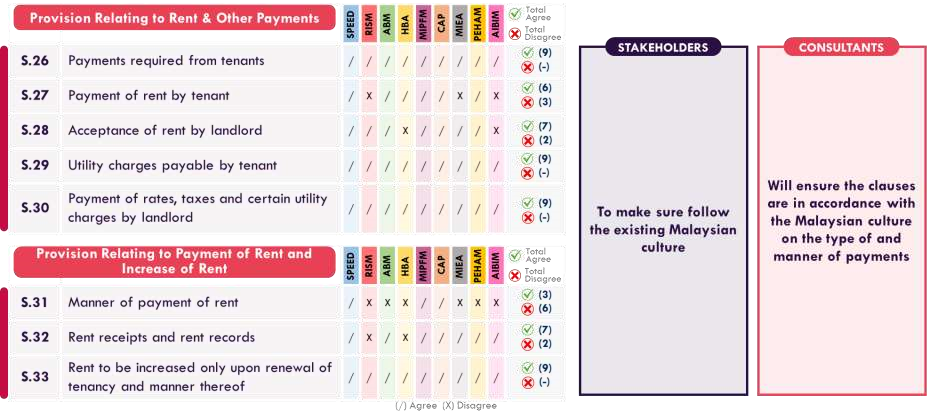 Provision Relating to Rent & Other Payments
SPEED RISM ABM HBA MIPFM CAP MIEA PEHAM AIBIM
Total
Agree
Total
Disagree
S.26 Payments required from tenants / / / / / / / / / (9)
(-)
S.27 Payment of rent by tenant / X / / / / X / X (6)
(3)
S.28 Acceptance of rent by landlord / / / X / / / / X (7)
(2)
S.29 Utility charges payable by tenant / / / / / / / / / (9)
(-)
S.30 Payment of rates, taxes and certain utility
charges by landlord / / / / / / / / / (9)
(-)
Provision Relating to Payment of Rent and
Increase of Rent
SPEED RISM ABM HBA MIPFM CAP MIEA PEHAM AIBIM
Total
Agree
Total
Disagree
S.31 Manner of payment of rent / X X X / / X X X (3)
(6)
S.32 Rent receipts and rent records / X / X / / / / / (7)
(2)
S.33 Rent to be increased only upon renewal of
tenancy and manner thereof / / / / / / / / / (9)
(-)
(/) Agree (X) Disagree
STAKEHOLDERS
To make sure follow
the existing Malaysian
culture
CONSULTANTS
Will ensure the clauses
are in accordance with
the Malaysian culture
on the type of and
manner of payments